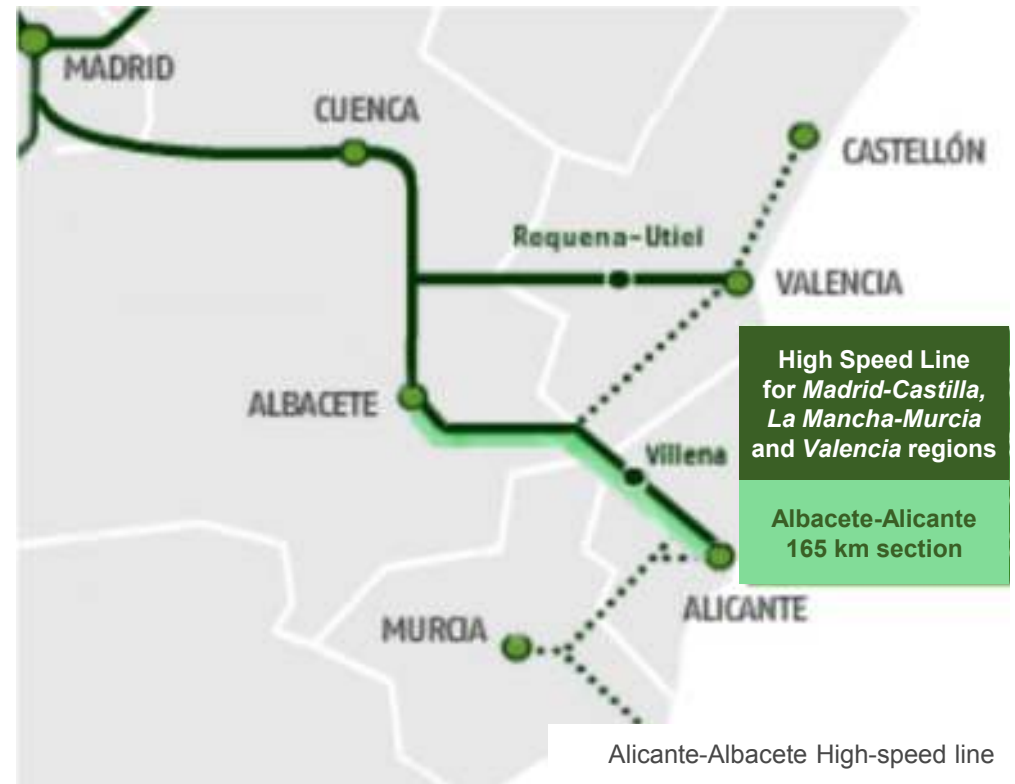 MADRID
CUENCA
CASTELLÓN
Requena-Utiel
VALENCIA
High Speed Line
for Madrid-Castilla,
La Mancha-Murcia
and Valencia regions
ALBACETE
Villena
Albacete-Alicante
165 km section
ALICANTE
MURCIA
Alicante-Albacete High-speed line